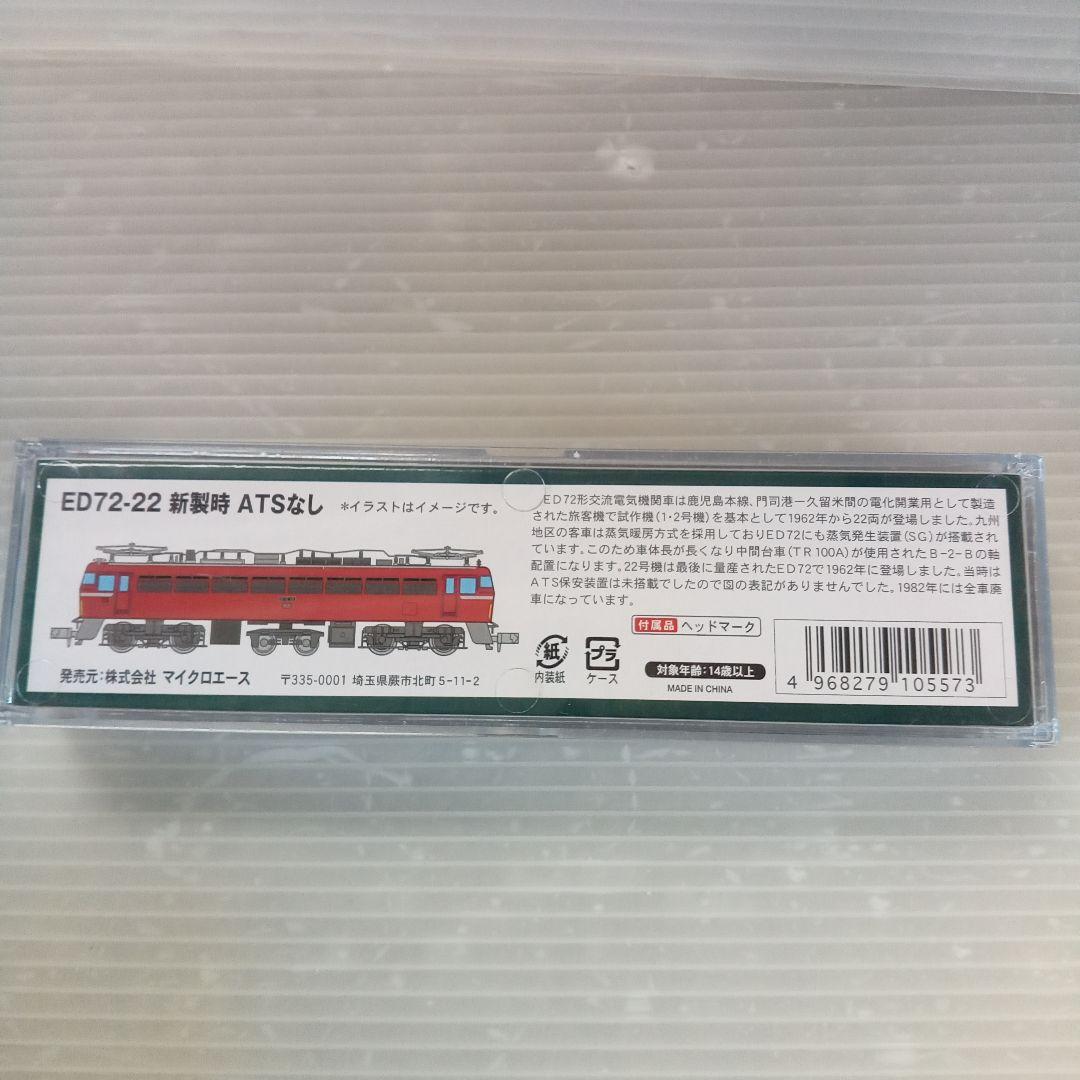 ED72-22 新製時 ATSなし
*イラストはイメージです。
発売元:株式会社 マイクロエース
〒335-0001 埼玉県蕨市北町5-11-2
ED72形交流電気機関車は鹿児島本線、門司港ー久留米間の電化開業用として製造
された旅客機で試作機(1・2号機)を基本として1962年から22両が登場しました。九州
地区の客車は蒸気暖房方式を採用しておりED72にも蒸気発生装置(SG)が搭載され
ています。このため車体長が長くなり中間台車(TR100A)が使用されたB-2-Bの軸
配置になります。22号機は最後に量産されたED72で1962年に登場しました。当時は
ATS保安装置は未搭載でしたので図の表記がありませんでした。1982年には全車廃
車になっています。
付属品 ヘッドマーク
紙
内装紙
プラ
ケース
対象年齢:14歳以上
MADE IN CHINA
4 968279 105573